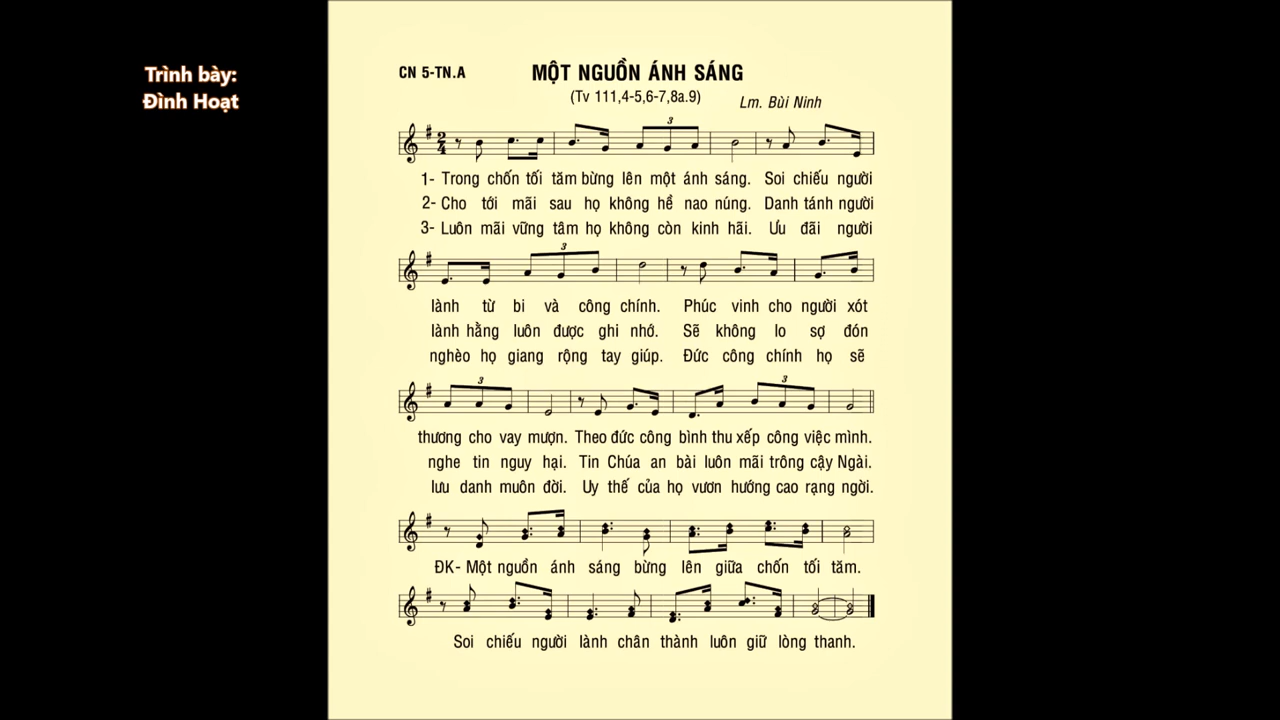 Trình bày:
Đình Hoạt
CN 5-TN.A
MỘT NGUỒN ÁNH SÁNG
(Tv 111,4-5,6-7,8a.9)
Lm. Bùi Ninh
1- Trong chốn tối tăm bừng lên một ánh sáng. Soi chiếu người
2- Cho tới mãi sau họ không hề nao núng. Danh tánh người
3- Luôn mãi vững tâm họ không còn kinh hãi. Ưu đãi người
lành từ bi và công chính. Phúc vinh cho người xót
lành hằng luôn được ghi nhớ. Sẽ không lo sợ đón
nghèo họ giang rộng tay giúp. Đức công chính họ sẽ
thương cho vay mượn. Theo đức công bình thu xếp công việc mình.
nghe tin nguy hại. Tin Chúa an bài luôn mãi trông cậy Ngài.
lưu danh muôn đời. Uy thế của họ vươn hướng cao rạng ngời.
ĐK- Một nguồn ánh sáng bừng lên giữa chốn tối tăm.
Soi chiếu người lành chân thành luôn giữ lòng thanh.